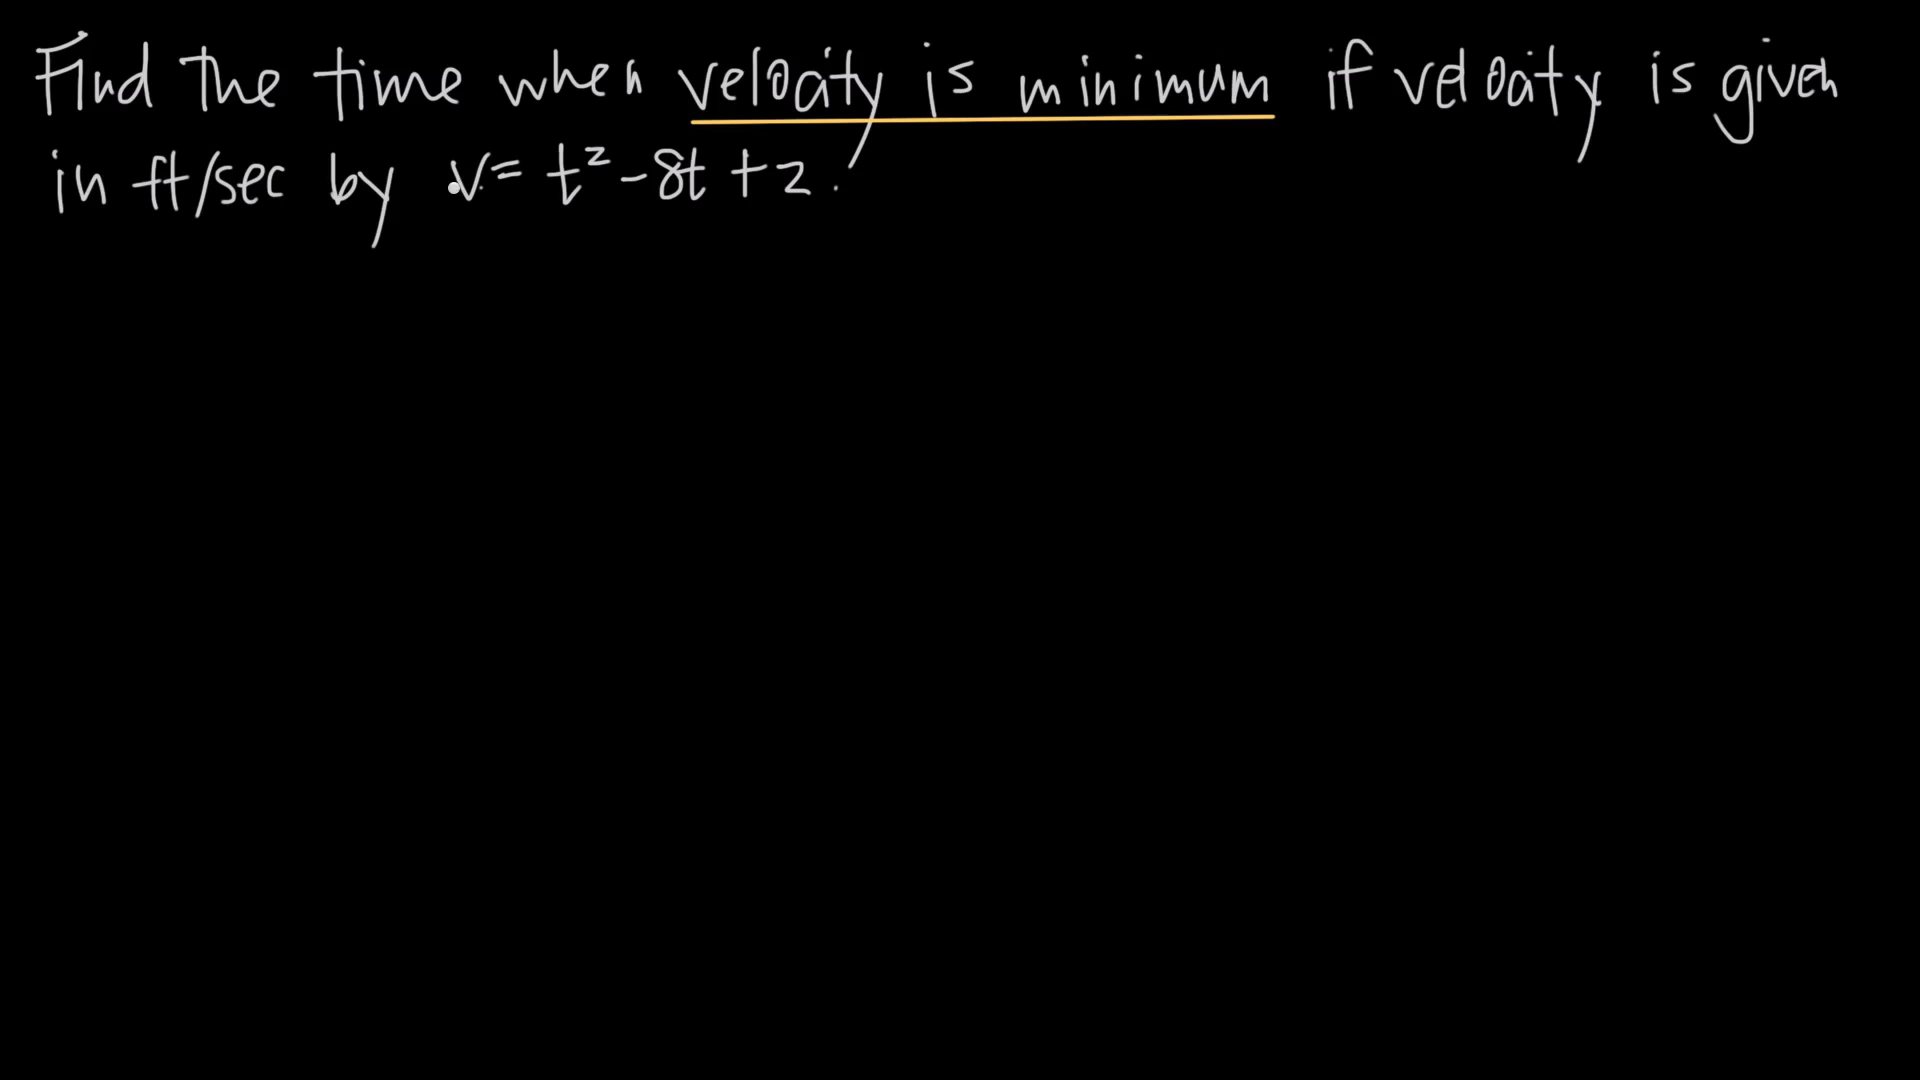 Find the time when velocity is minimum if velocity is given
in ft/sec by v = t² - 8t + 2.